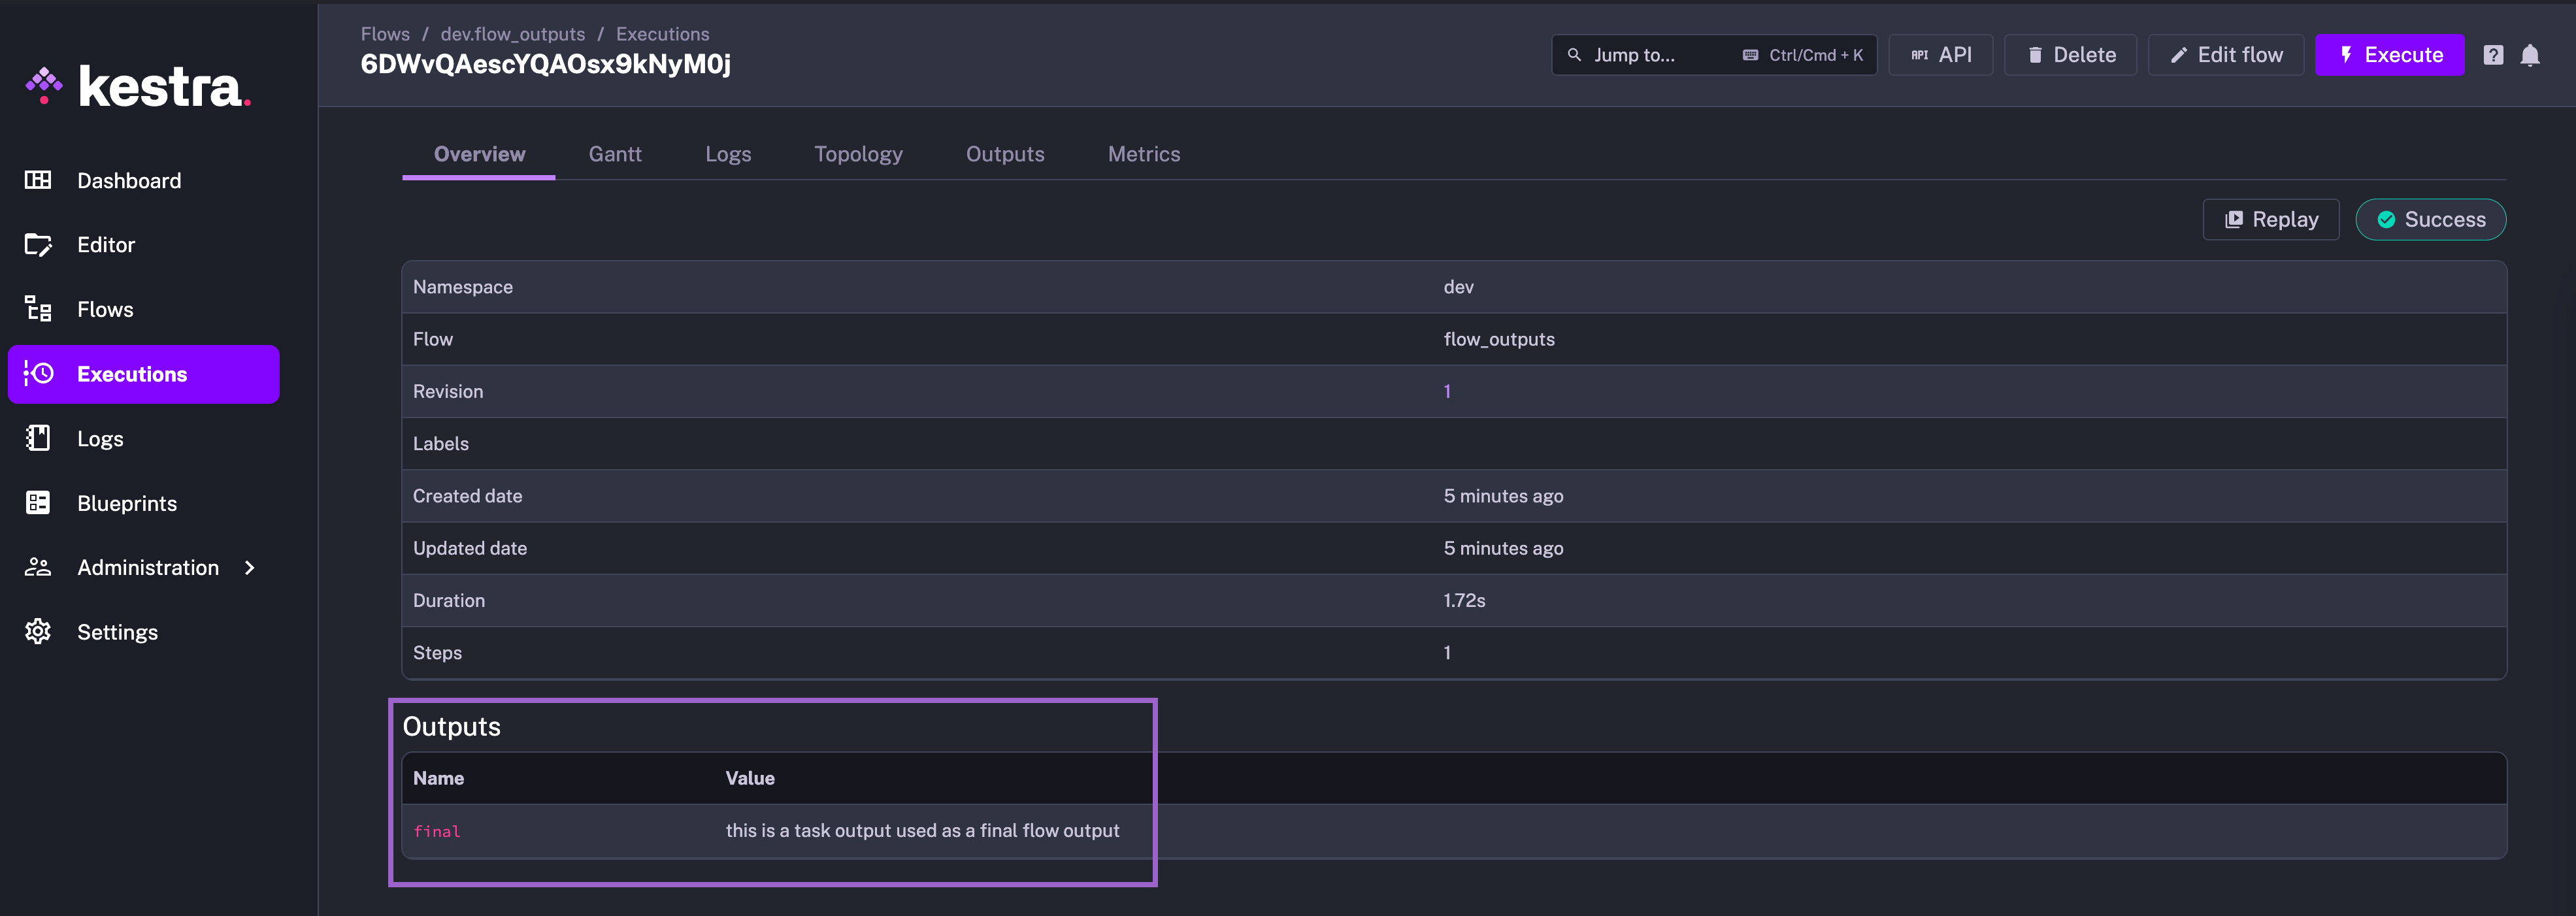 Flows / dev.flow_outputs / Executions
6DWvQAescYQAOsx9kNyM0j
Jump to... Ctrl/Cmd + K
API API
Delete
Edit flow
Execute
?
kestra.
Dashboard
Editor
Flows
Executions
Logs
Blueprints
Administration
Settings
Overview Gantt Logs Topology Outputs Metrics
Replay Success
Namespace dev
Flow flow_outputs
Revision 1
Labels
Created date 5 minutes ago
Updated date 5 minutes ago
Duration 1.72s
Steps 1
Outputs
Name Value
final this is a task output used as a final flow output